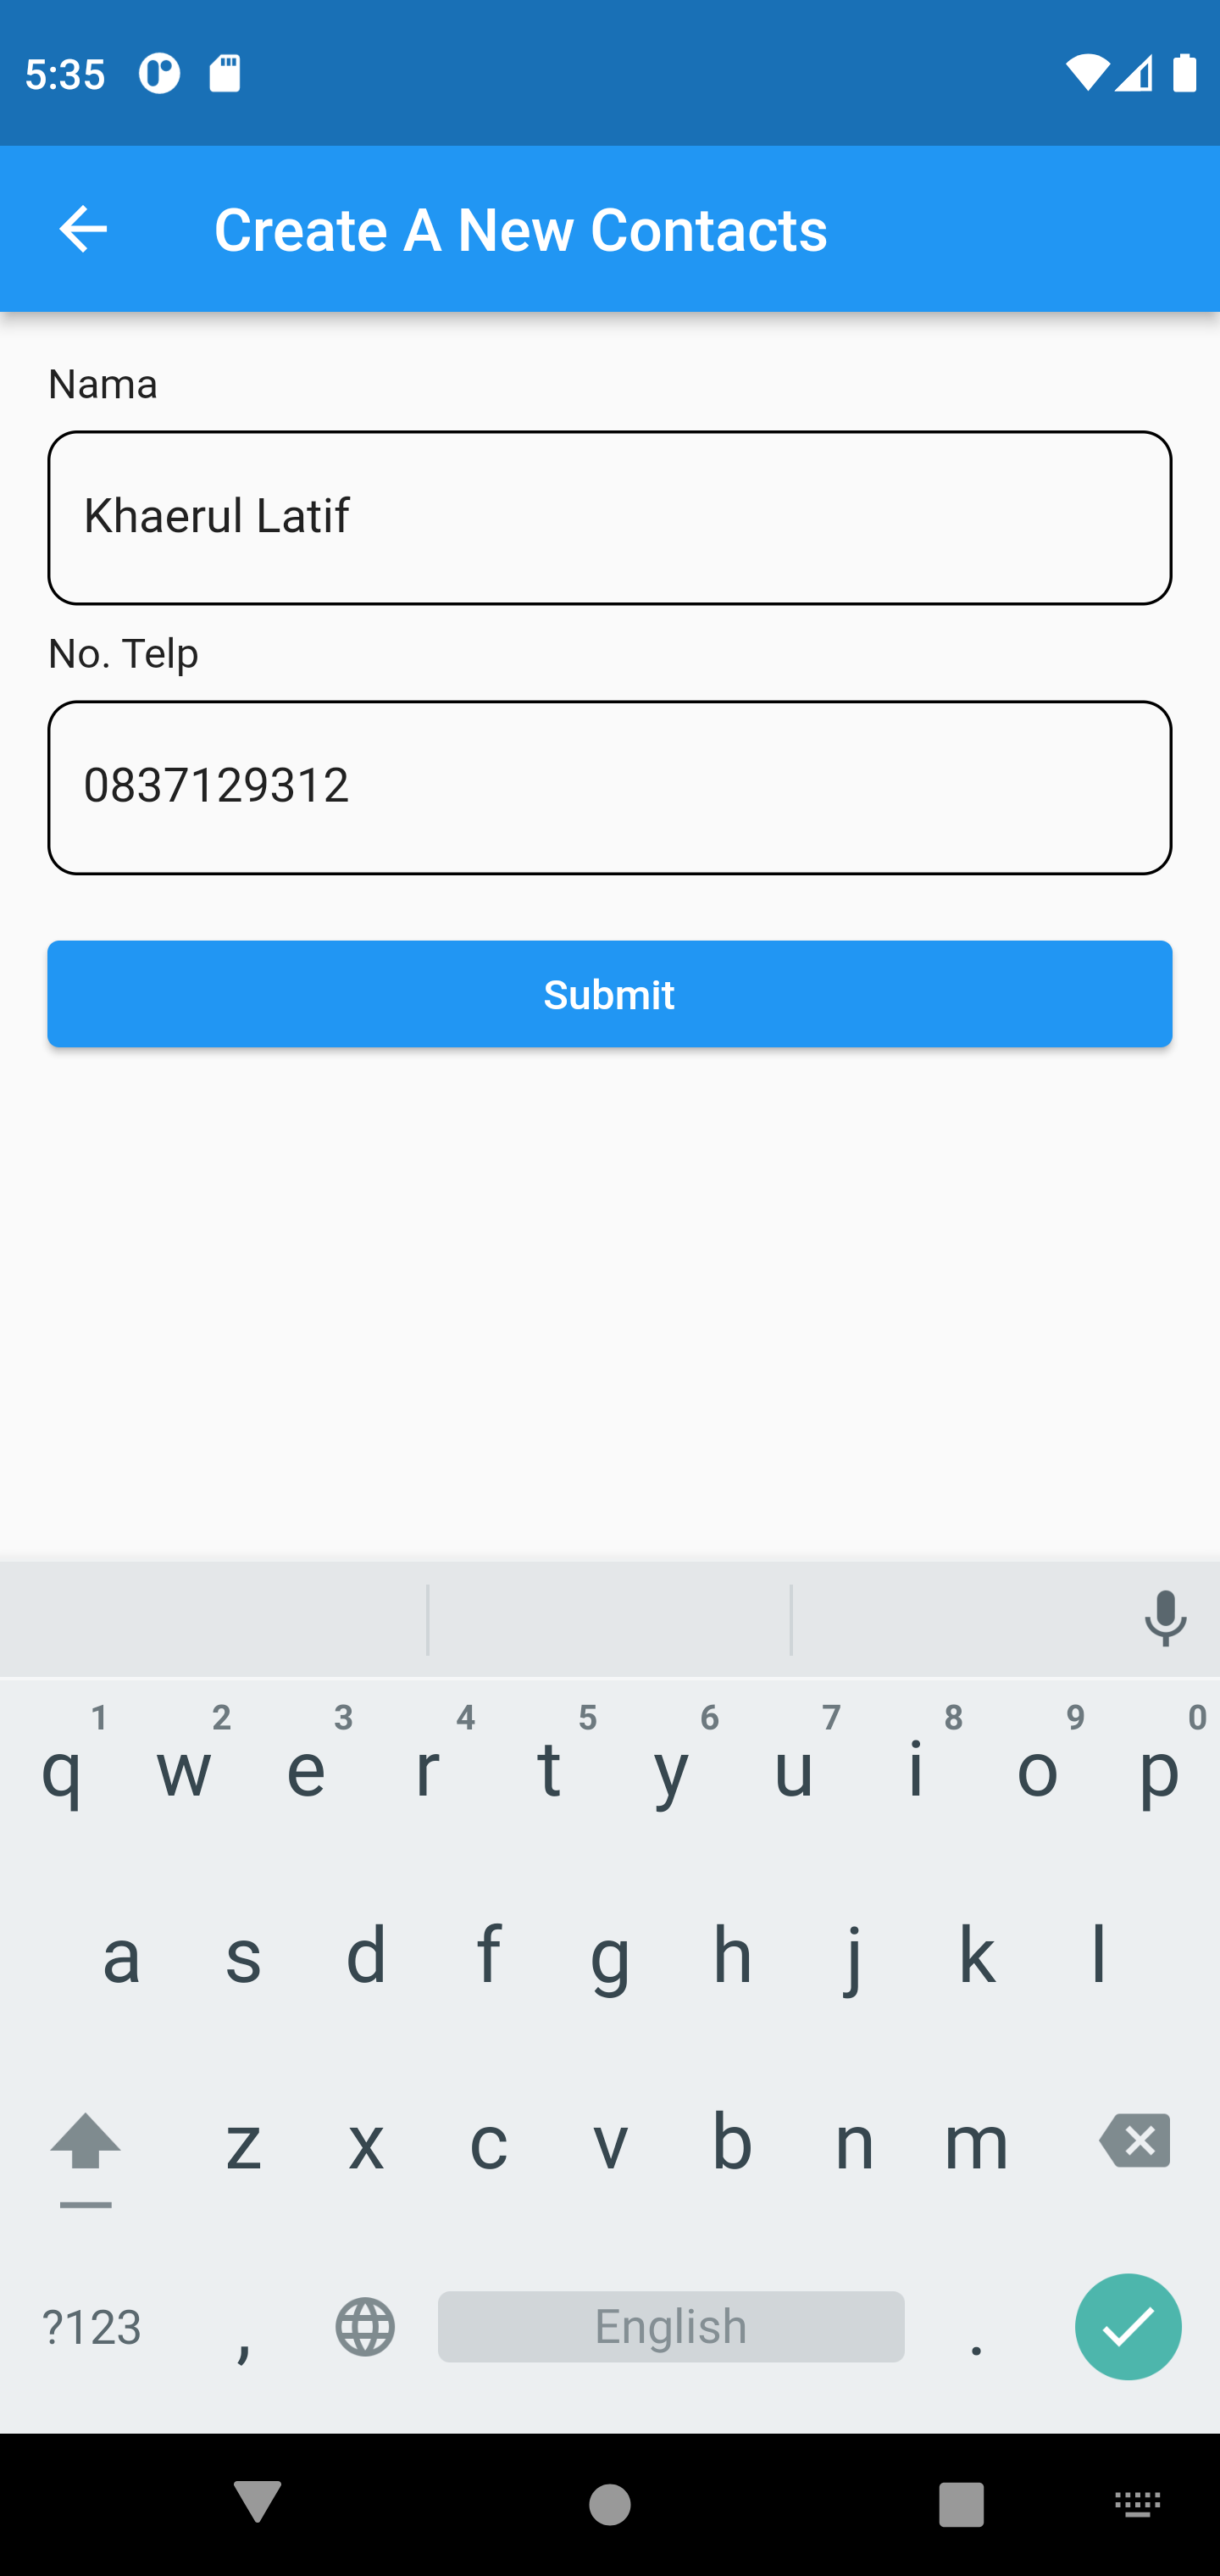 5:35
Create A New Contacts
Nama
Khaerul Latif
No. Telp
0837129312
Submit
1 2 3 4 5 6 7 8 9 0
q w e r t y u i o p
a s d f g h j k l
z x c v b n m
?123 , English .